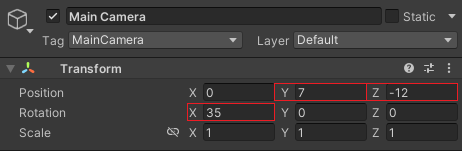 Main Camera Static
Tag MainCamera Layer Default
Transform
Position X 0 Y 7 Z -12
Rotation X 35 Y 0 Z 0
Scale X 1 Y 1 Z 1